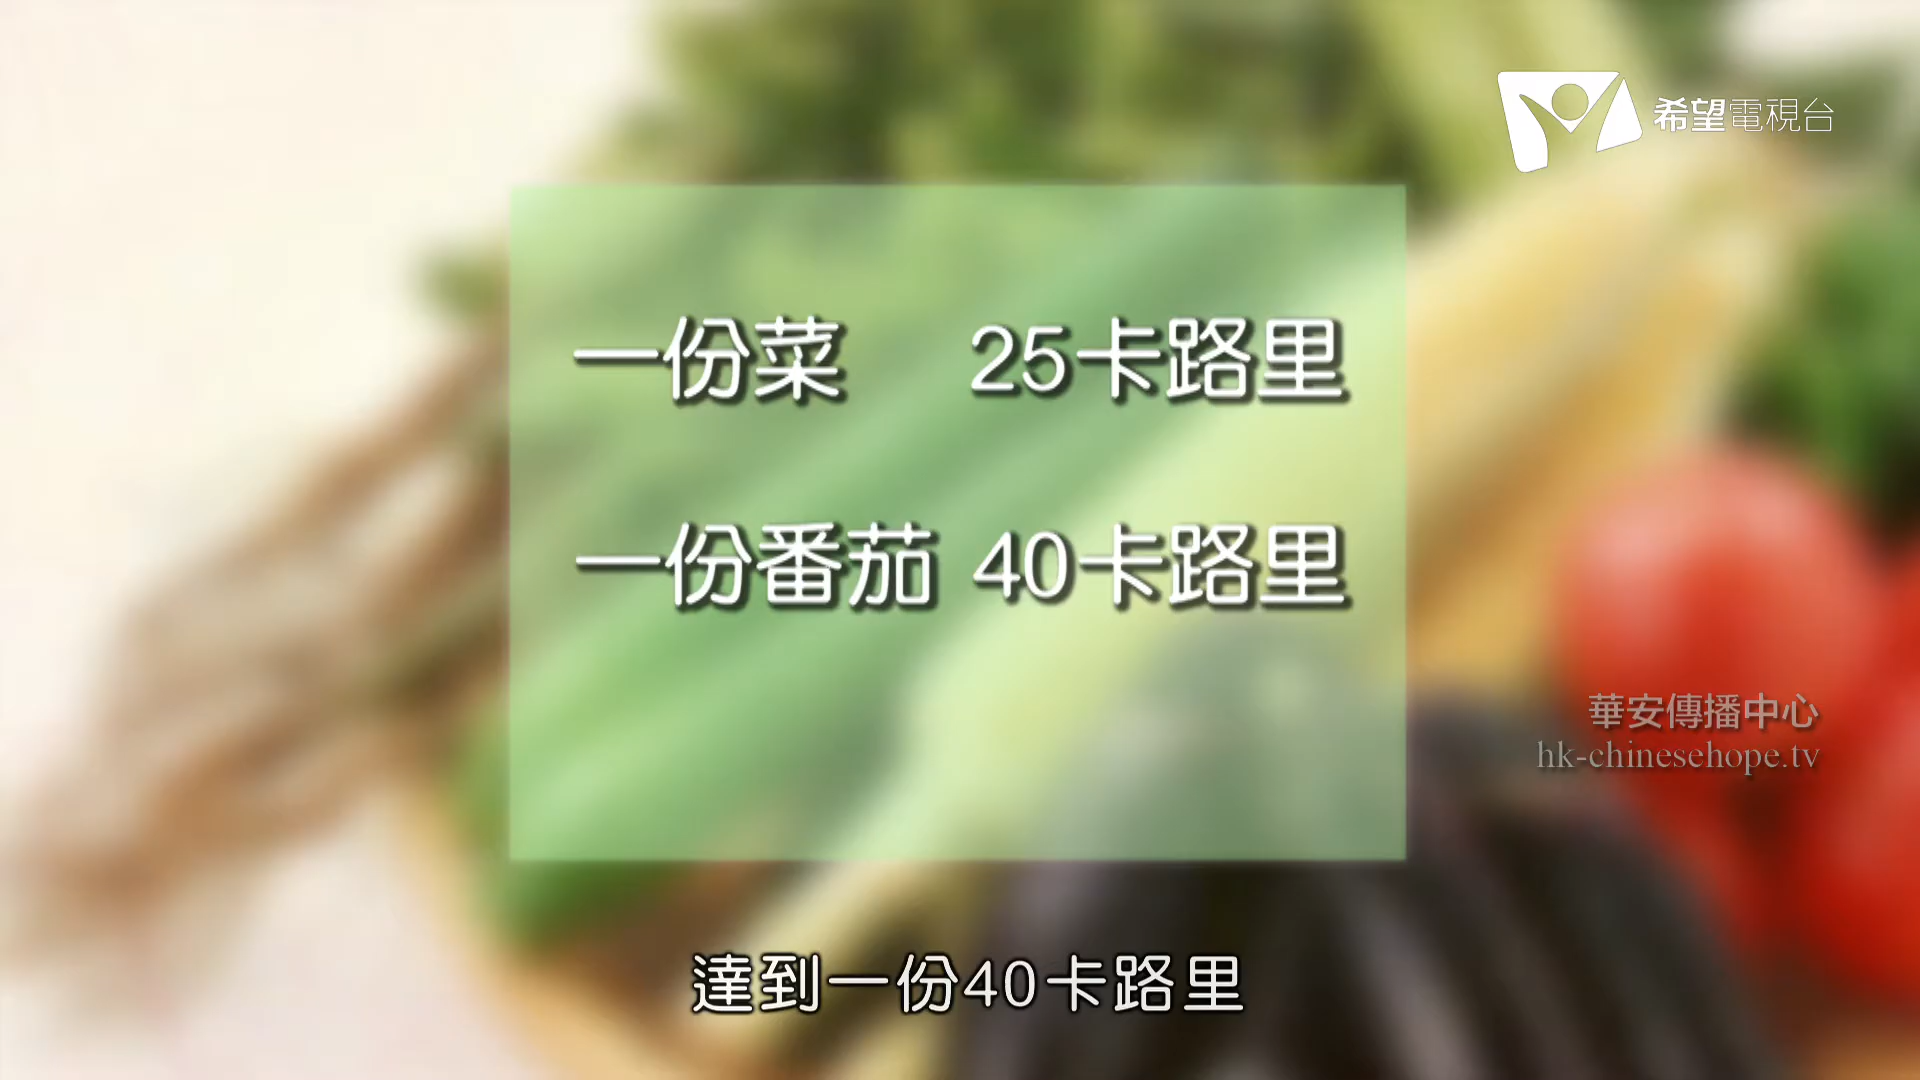 希望電視台
一份菜 25卡路里
一份番茄 40卡路里
華安傳播中心
hk-chinesehope.tv
達到一份40卡路里